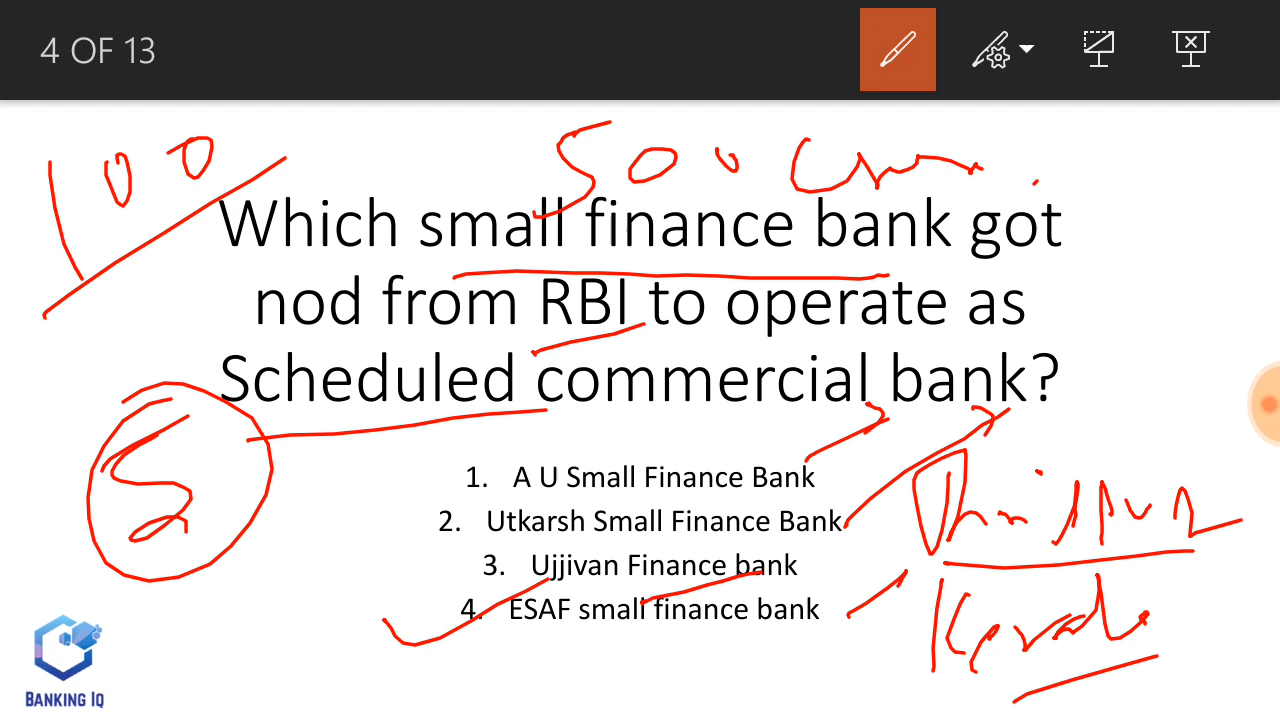 4 OF 13
100
500
Which small finance bank got
nod from RBI to operate as
Scheduled commercial bank?
5
1. A U Small Finance Bank
2. Utkarsh Small Finance Bank
3. Ujjivan Finance bank
4. ESAF small finance bank
Kerala
BANKING IQ